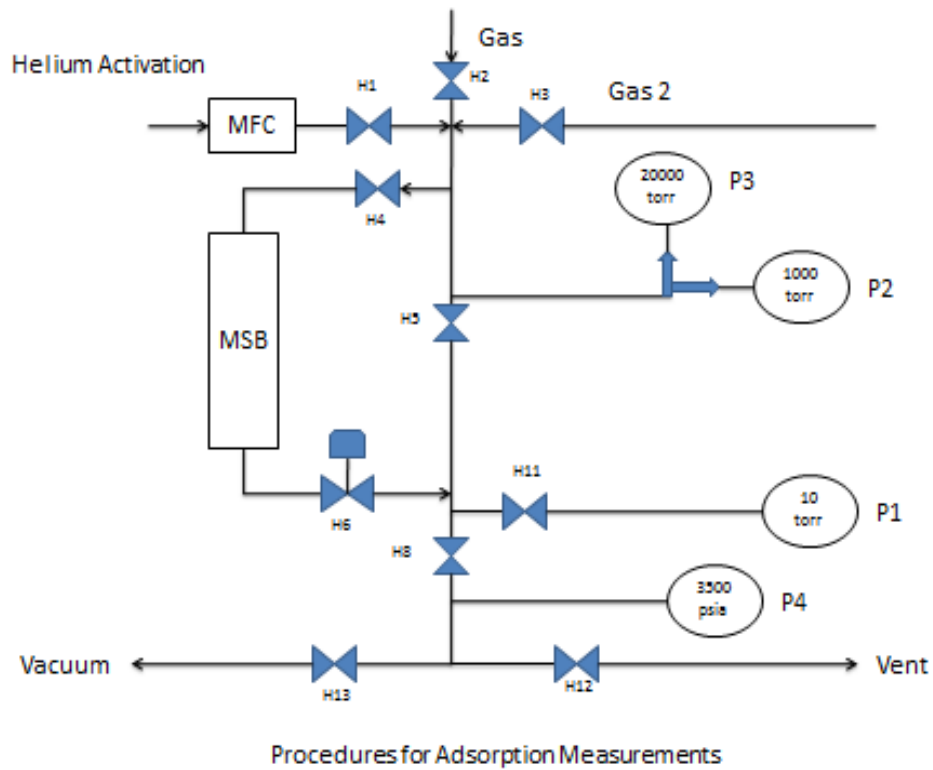 Gas
Helium Activation
H2
H1
H3
Gas 2
MFC
20000
torr
P3
H4
1000
torr
P2
H5
MSB
H11
10
torr
P1
H6
H8
3500
psia
P4
Vacuum
Vent
H13
H12
Procedures for Adsorption Measurements